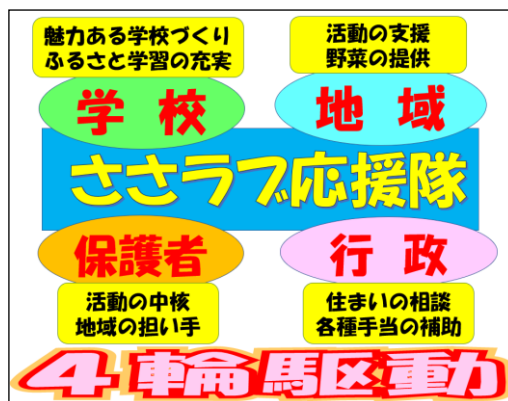 魅力ある学校づくり
ふるさと学習の充実
活動の支援
野菜の提供
学校
地域
ささラブ応援隊
保護者
行政
活動の中核
地域の担い手
住まいの相談
各種手当の補助
4輪駆動